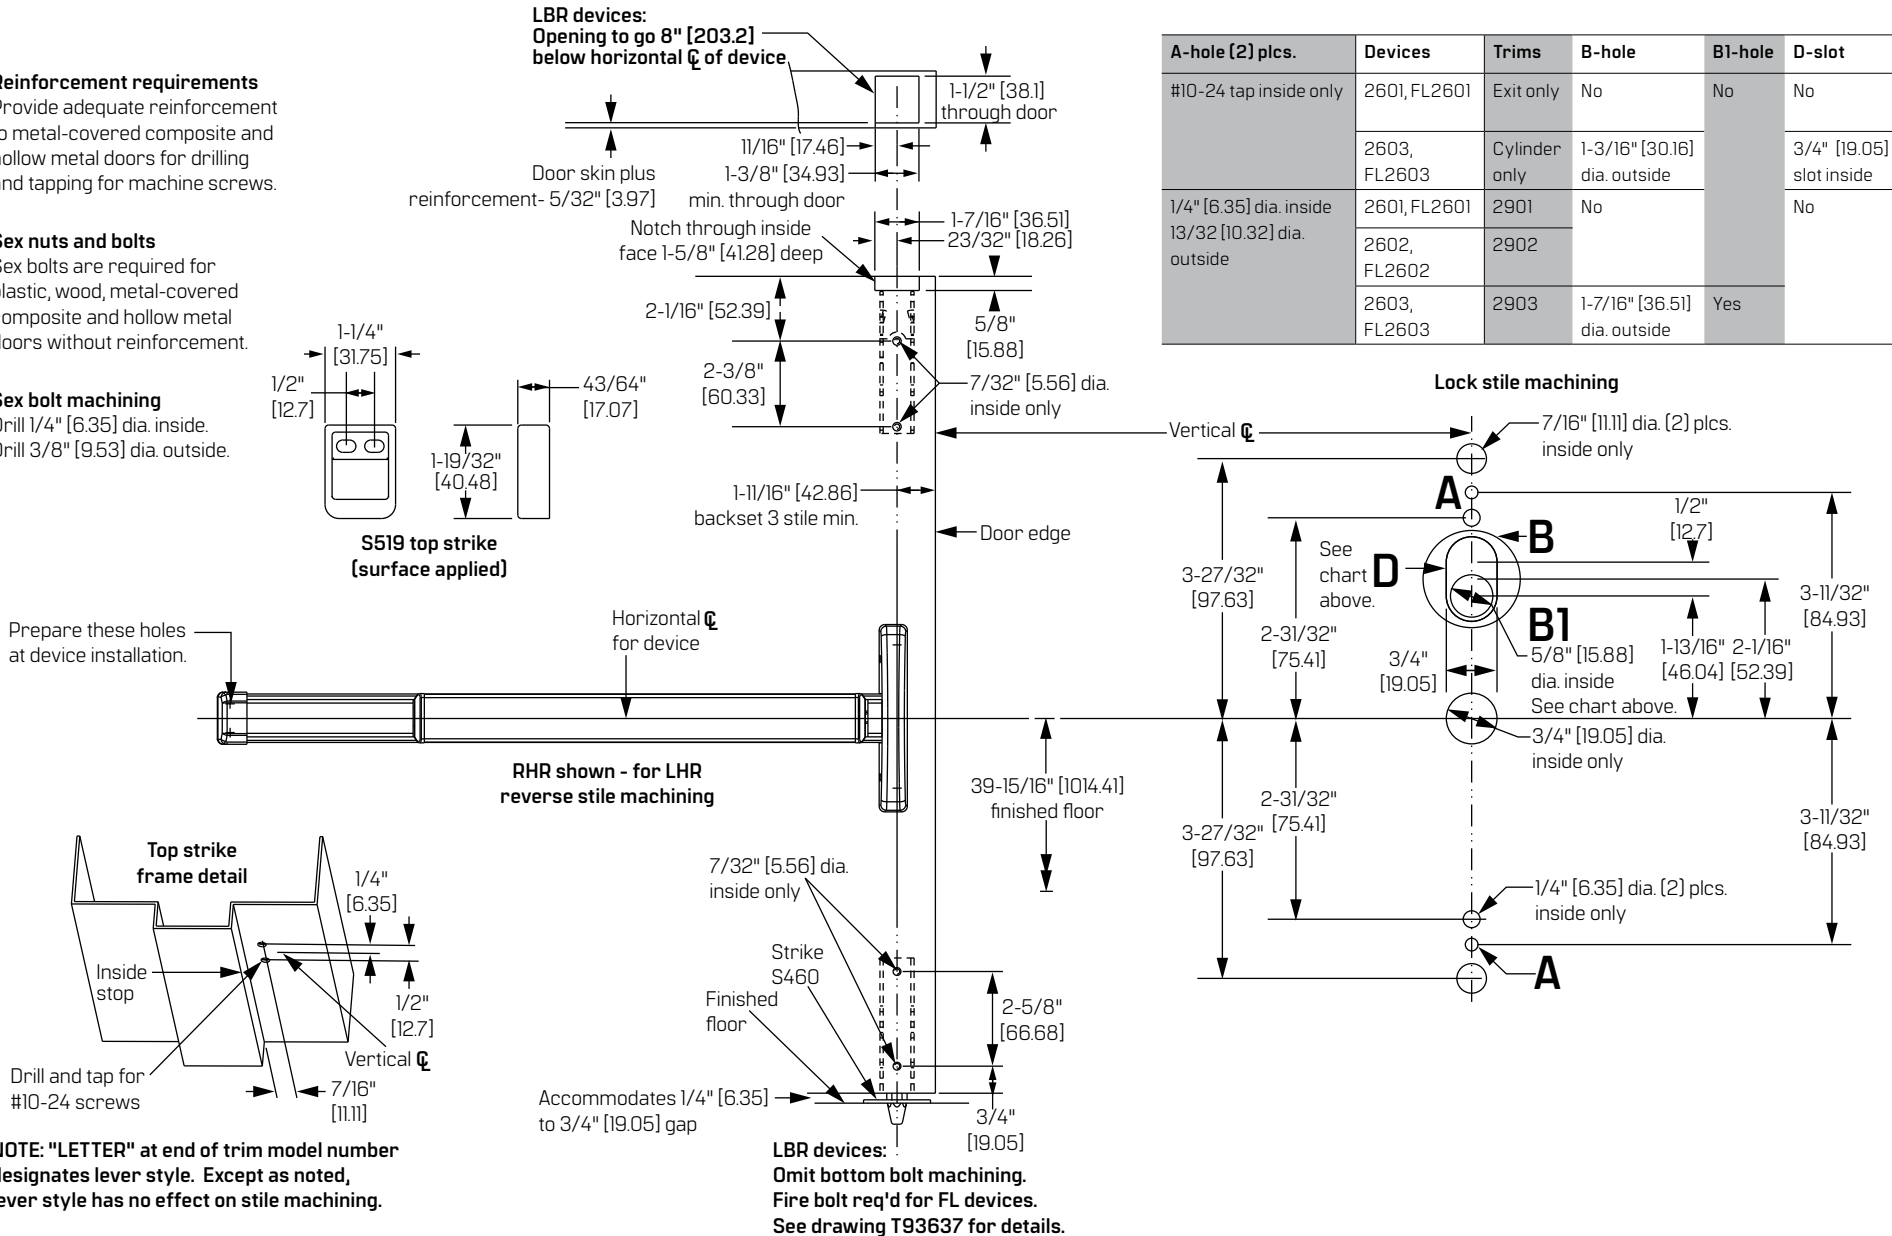 LBR devices:
Opening to go 8" [203.2]
below horizontal ℄ of device
Reinforcement requirements
Provide adequate reinforcement
to metal-covered composite and
hollow metal doors for drilling
and tapping for machine screws.
Sex nuts and bolts
Sex bolts are required for
plastic, wood, metal-covered
composite and hollow metal
doors without reinforcement.
Sex bolt machining
Drill 1/4" [6.35] dia. inside.
Drill 3/8" [9.53] dia. outside.
1-1/2" [38.1]
through door
11/16" [17.46]
Door skin plus
reinforcement- 5/32" [3.97]
1-3/8" [34.93]
min. through door
1-7/16" [36.51]
23/32" [18.26]
Notch through inside
face 1-5/8" [41.28] deep
2-1/16" [52.39]
5/8"
[15.88]
2-3/8"
[60.33]
7/32" [5.56] dia.
inside only
1-1/4"
[31.75]
1/2"
[12.7]
43/64"
[17.07]
1-19/32"
[40.48]
S519 top strike
(surface applied)
1-11/16" [42.86]
backset 3 stile min.
Door edge
Vertical ℄
A-hole (2) plcs. Devices Trims B-hole B1-hole D-slot
#10-24 tap inside only 2601, FL2601 Exit only No No No
2603, Cylinder 1-3/16" [30.16] 3/4" [19.05]
FL2603 only dia. outside slot inside
1/4" [6.35] dia. inside 2601, FL2601 2901 No No
13/32 [10.32] dia.
outside
2602, 2902
FL2602
2603, 2903 1-7/16" [36.51] Yes
FL2603 dia. outside
Lock stile machining
7/16" [11.11] dia. (2) plcs.
inside only
A
1/2"
[12.7]
B
See
chart
above.
D
3-27/32"
[97.63]
3-11/32"
[84.93]
B1
2-31/32"
[75.41]
3/4"
[19.05]
5/8" [15.88]
dia. inside
See chart above.
1-13/16"
[46.04]
2-1/16"
[52.39]
3/4" [19.05] dia.
inside only
2-31/32"
[75.41]
3-27/32"
[97.63]
3-11/32"
[84.93]
1/4" [6.35] dia. (2) plcs.
inside only
A
Prepare these holes
at device installation.
Horizontal ℄
for device
RHR shown - for LHR
reverse stile machining
39-15/16" [1014.41]
finished floor
Top strike
frame detail
1/4"
[6.35]
Inside
stop
1/2"
[12.7]
Vertical ℄
Drill and tap for
#10-24 screws
7/16"
[11.11]
7/32" [5.56] dia.
inside only
Strike
S460
Finished
floor
2-5/8"
[66.68]
Accommodates 1/4" [6.35]
to 3/4" [19.05] gap
3/4"
[19.05]
NOTE: "LETTER" at end of trim model number
designates lever style. Except as noted,
lever style has no effect on stile machining.
LBR devices:
Omit bottom bolt machining.
Fire bolt req'd for FL devices.
See drawing T93637 for details.